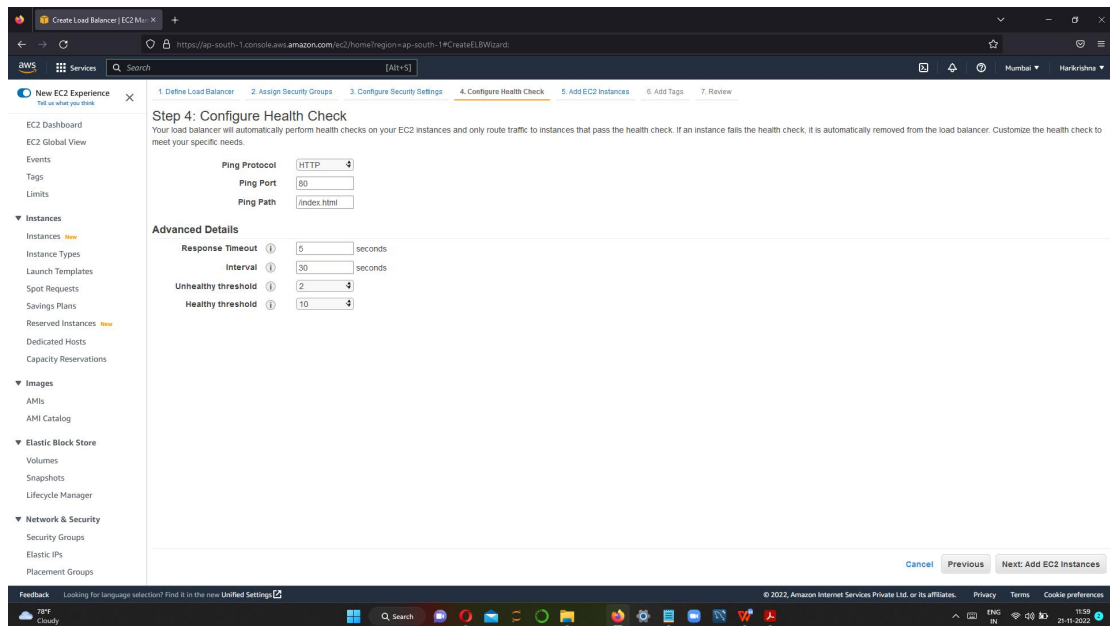 Create Load Balancer | EC2 Mar
https://ap-south-1.console.aws.amazon.com/ec2/home?region=ap-south-1#CreateELBWizard:
aws Services Search [Alt+S] Mumbai Harikrishna
New EC2 Experience
Tell us what you think
EC2 Dashboard
EC2 Global View
Events
Tags
Limits
Instances
Instances New
Instance Types
Launch Templates
Spot Requests
Savings Plans
Reserved Instances New
Dedicated Hosts
Capacity Reservations
Images
AMIs
AMI Catalog
Elastic Block Store
Volumes
Snapshots
Lifecycle Manager
Network & Security
Security Groups
Elastic IPs
Placement Groups
1. Define Load Balancer 2. Assign Security Groups 3. Configure Security Settings 4. Configure Health Check 5. Add EC2 Instances 6. Add Tags 7. Review
Step 4: Configure Health Check
Your load balancer will automatically perform health checks on your EC2 instances and only route traffic to instances that pass the health check. If an instance fails the health check, it is automatically removed from the load balancer. Customize the health check to
meet your specific needs.
Ping Protocol HTTP
Ping Port 80
Ping Path /index.html
Advanced Details
Response Timeout i 5 seconds
Interval i 30 seconds
Unhealthy threshold i 2
Healthy threshold i 10
Cancel Previous Next: Add EC2 Instances
Feedback Looking for language selection? Find it in the new Unified Settings © 2022, Amazon Internet Services Private Ltd. or its affiliates. Privacy Terms Cookie preferences
78°F
Cloudy
Search
ENG
IN
11:59
21-11-2022
2